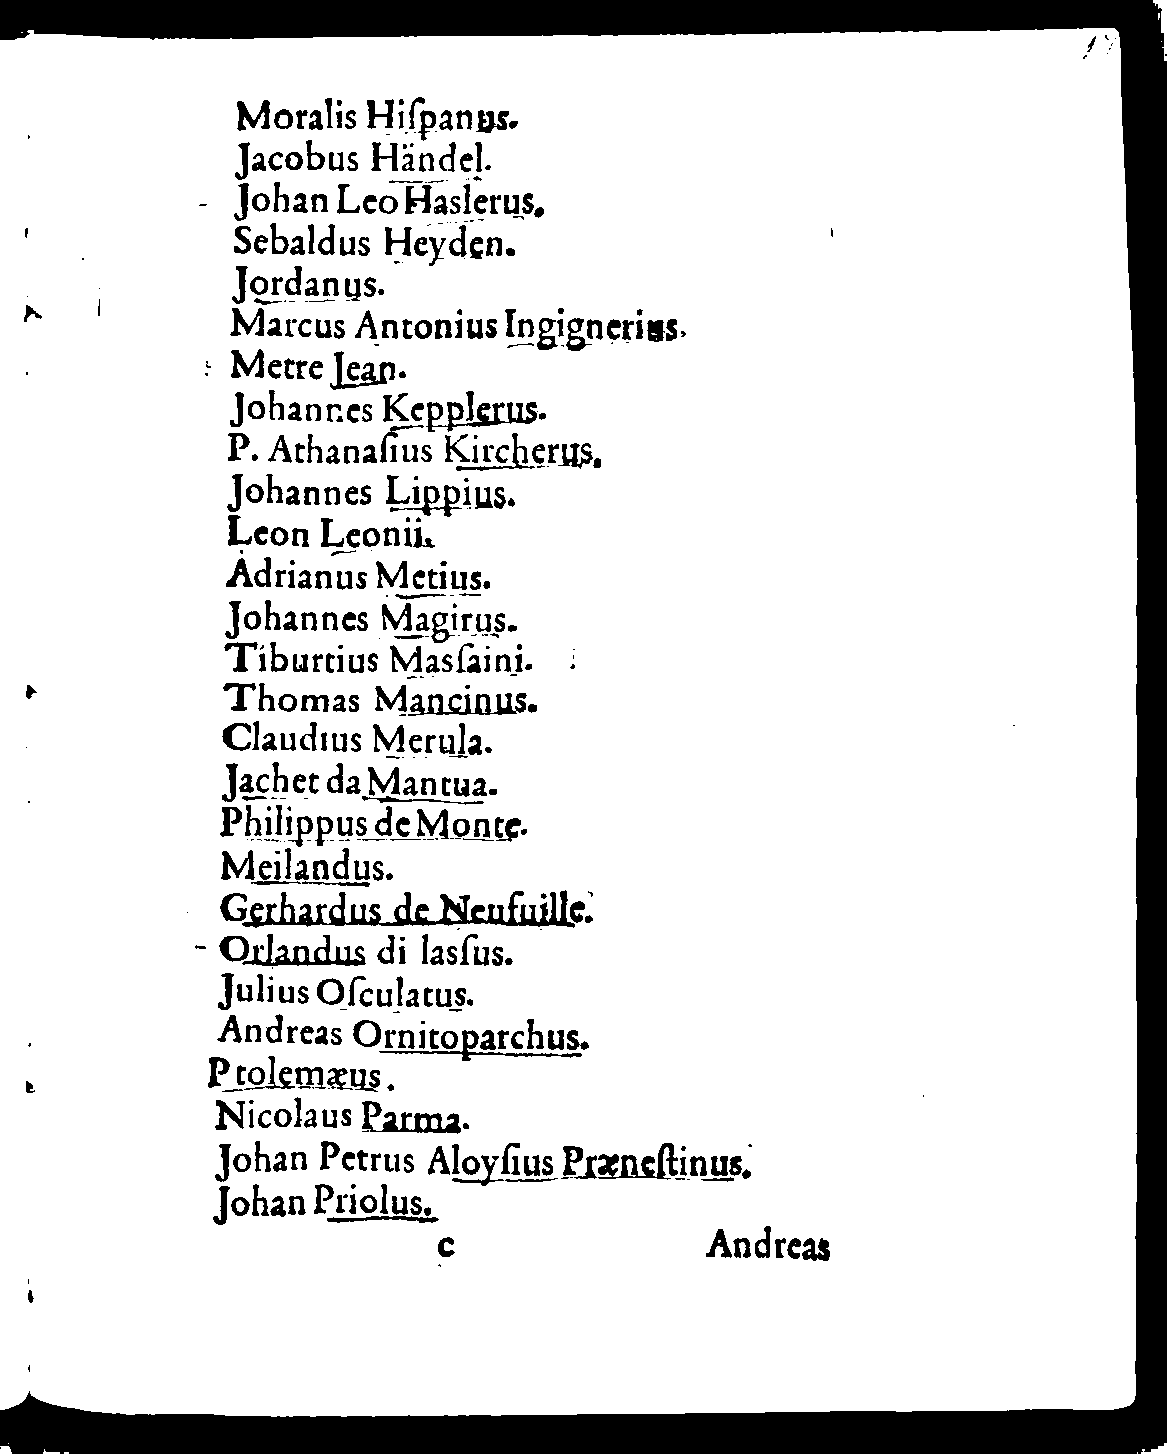 Moralis Hiſpanus.
Jacobus Händel.
Johan Leo Haslerus.
Sebaldus Heyden.
Jordanus.
Marcus Antonius Ingignerius.
Metre Jean.
Johannes Kepplerus.
P. Athanaſius Kircherus.
Johannes Lippius.
Leon Leonii.
Adrianus Metius.
Johannes Magirus.
Tiburtius Masſaini.
Thomas Mancinus.
Claudius Merula.
Jachet da Mantua.
Philippus de Monte.
Meilandus.
Gerhardus de Neufuille.
Orlandus di lasſus.
Julius Oſculatus.
Andreas Ornitoparchus.
Ptolemæus.
Nicolaus Parma.
Johan Petrus Aloyſius Præneſtinus.
Johan Priolus.
c Andreas